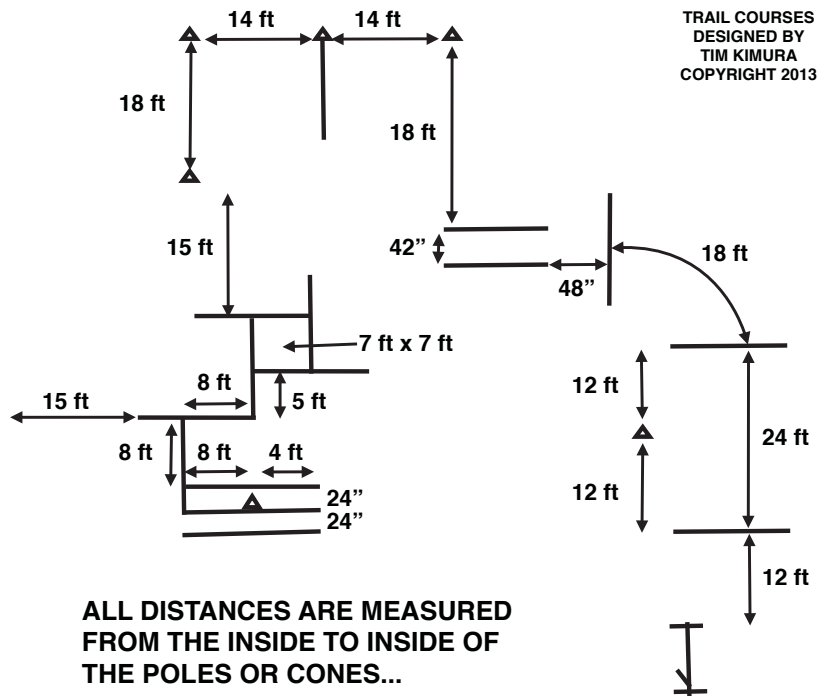 14 ft
14 ft
TRAIL COURSES
DESIGNED BY
TIM KIMURA
COPYRIGHT 2013
18 ft
18 ft
15 ft
42”
18 ft
48”
7 ft x 7 ft
8 ft
12 ft
15 ft
5 ft
24 ft
8 ft
8 ft
4 ft
12 ft
24”
24”
12 ft
ALL DISTANCES ARE MEASURED
FROM THE INSIDE TO INSIDE OF
THE POLES OR CONES...